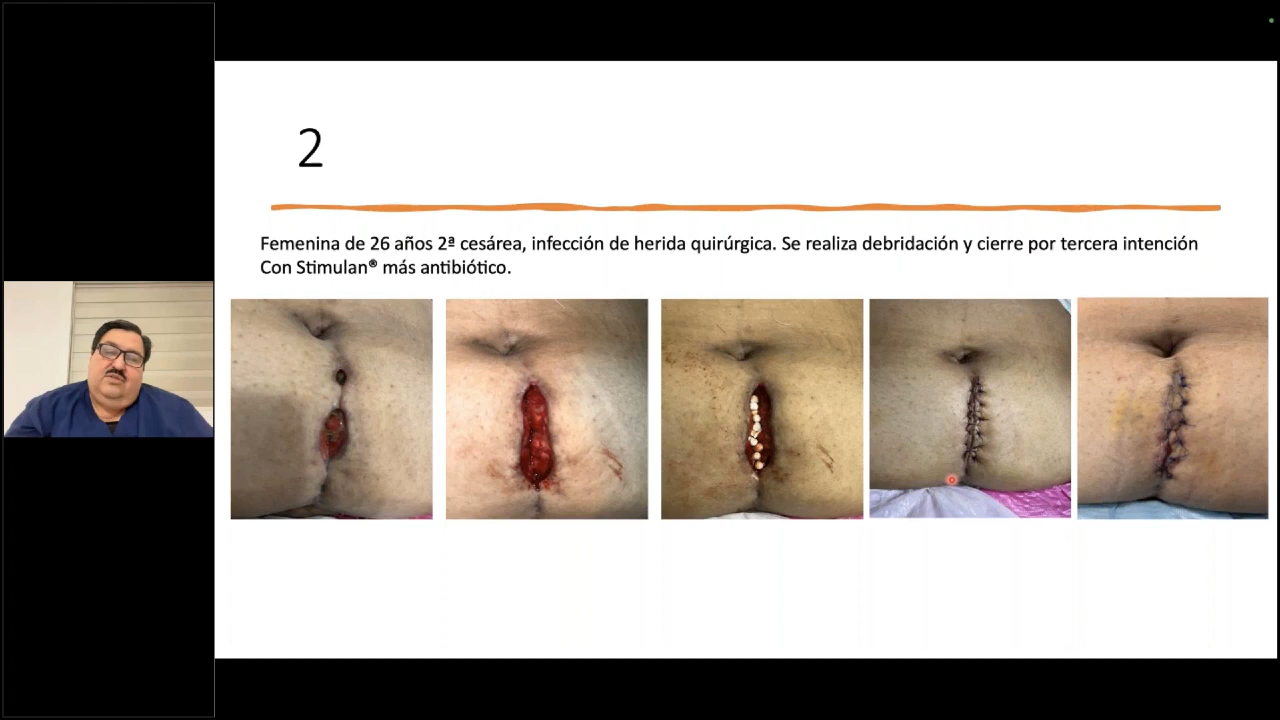 2
Femenina de 26 años 2ª cesárea, infección de herida quirúrgica. Se realiza debridación y cierre por tercera intención
Con Stimulan® más antibiótico.